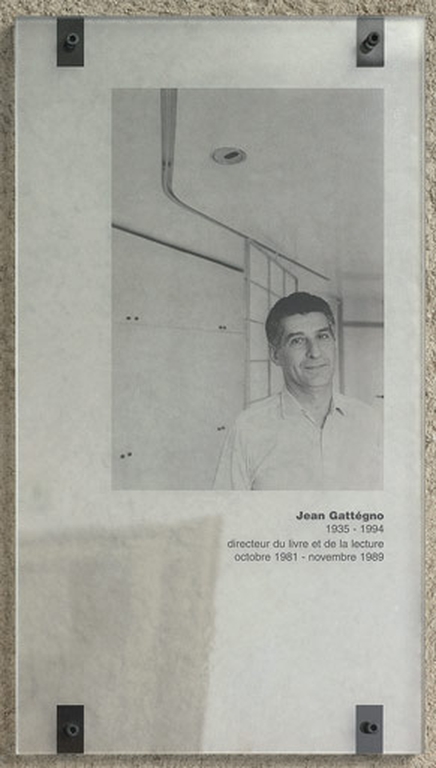 Jean Gattégno
1935 - 1994
directeur du livre et de la lecture
octobre 1981 - novembre 1989